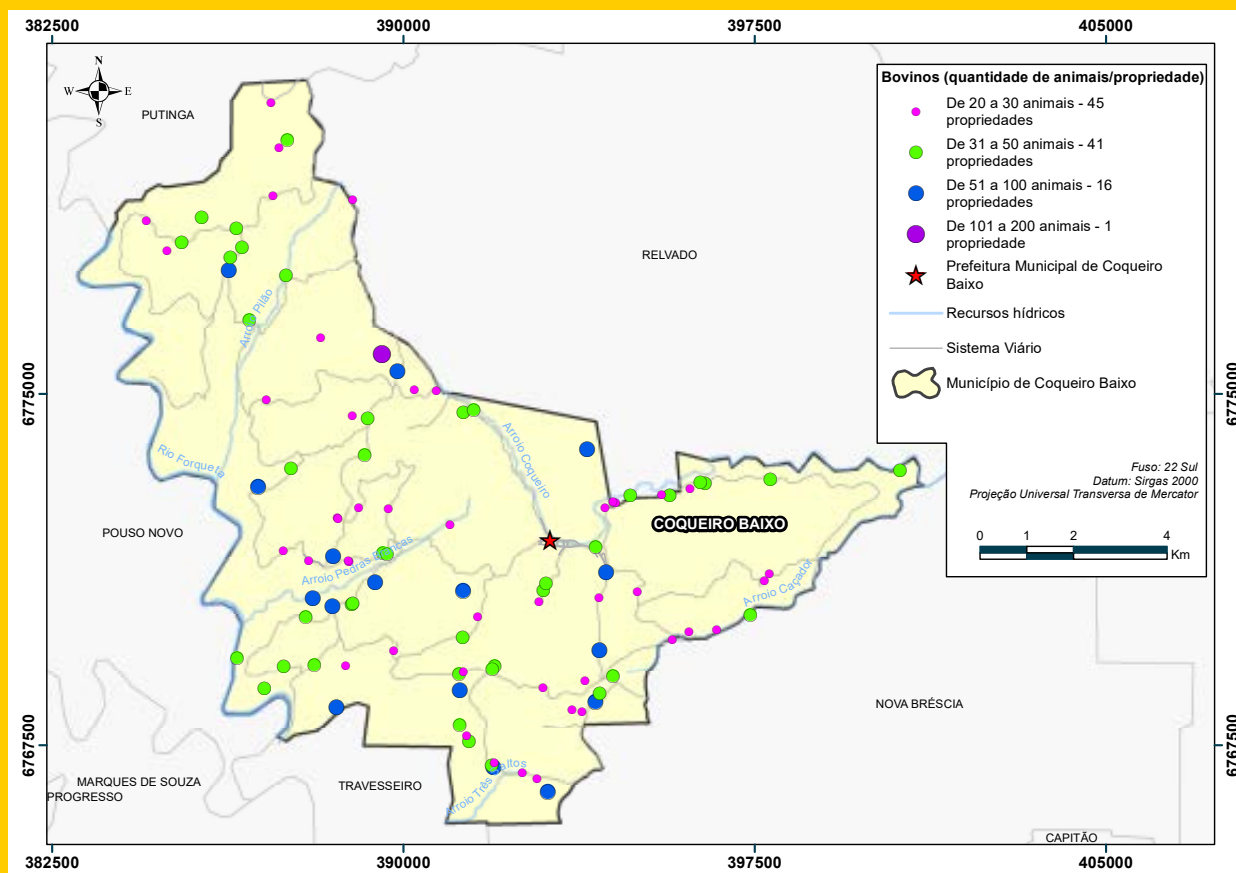 382500
390000
397500
405000
N
W
E
S
PUTINGA
RELVADO
Bovinos (quantidade de animais/propriedade)
De 20 a 30 animais - 45
propriedades
De 31 a 50 animais - 41
propriedades
De 51 a 100 animais - 16
propriedades
De 101 a 200 animais - 1
propriedade
Prefeitura Municipal de Coqueiro
Baixo
Recursos hídricos
Sistema Viário
Município de Coqueiro Baixo
Fuso: 22 Sul
Datum: Sirgas 2000
Projeção Universal Transversa de Mercator
0 1 2 4
Km
6775000
6775000
Arroio Pilão
Rio Forqueta
Arroio Coqueiro
COQUEIRO BAIXO
POUSO NOVO
Arroio Pedras Brancas
Arroio Caçador
NOVA BRÉSCIA
6767500
6767500
MARQUES DE SOUZA
PROGRESSO
TRAVESSEIRO
Arroio Três Saltos
CAPITÃO
382500
390000
397500
405000